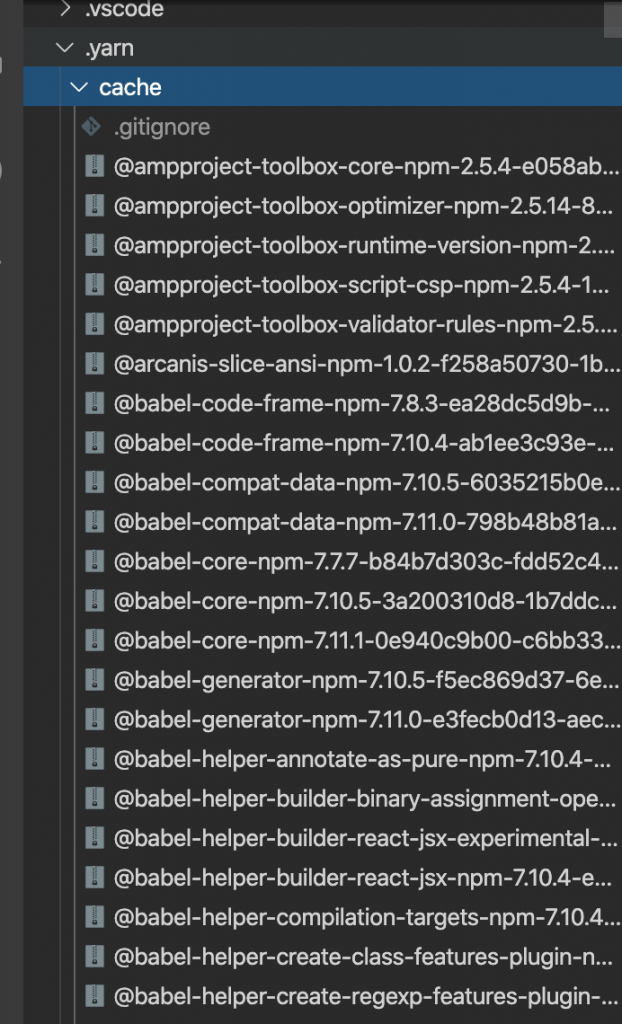 .vscode
.yarn
cache
.gitignore
@ampproject-toolbox-core-npm-2.5.4-e058ab...
@ampproject-toolbox-optimizer-npm-2.5.14-8...
@ampproject-toolbox-runtime-version-npm-2....
@ampproject-toolbox-script-csp-npm-2.5.4-1...
@ampproject-toolbox-validator-rules-npm-2.5....
@arcanis-slice-ansi-npm-1.0.2-f258a50730-1b...
@babel-code-frame-npm-7.8.3-ea28dc5d9b-...
@babel-code-frame-npm-7.10.4-ab1ee3c93e-...
@babel-compat-data-npm-7.10.5-6035215b0e...
@babel-compat-data-npm-7.11.0-798b48b81a...
@babel-core-npm-7.7.7-b84b7d303c-fdd52c4...
@babel-core-npm-7.10.5-3a200310d8-1b7ddc...
@babel-core-npm-7.11.1-0e940c9b00-c6bb33...
@babel-generator-npm-7.10.5-f5ec869d37-6e...
@babel-generator-npm-7.11.0-e3fecb0d13-aec...
@babel-helper-annotate-as-pure-npm-7.10.4-...
@babel-helper-builder-binary-assignment-ope...
@babel-helper-builder-react-jsx-experimental-...
@babel-helper-builder-react-jsx-npm-7.10.4-e...
@babel-helper-compilation-targets-npm-7.10.4...
@babel-helper-create-class-features-plugin-n...
@babel-helper-create-regexp-features-plugin-...